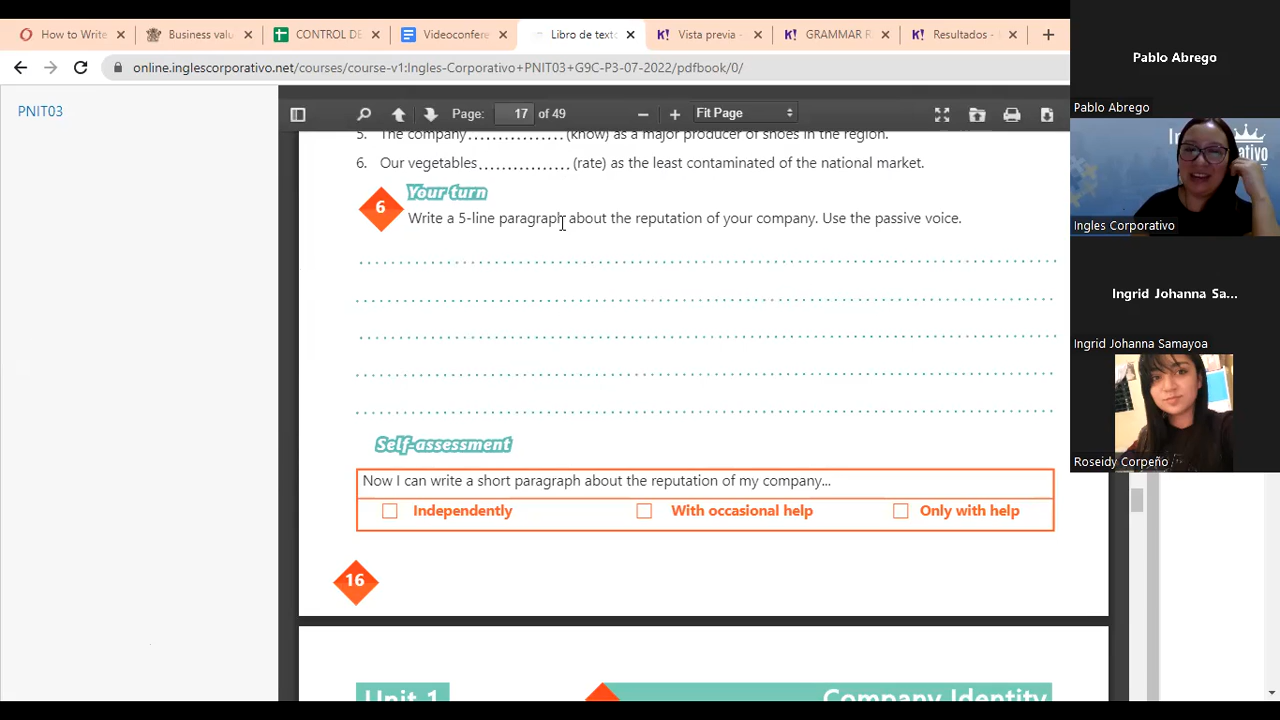 How to Write
Business valu
CONTROL DE
Videoconfere
Libro de texto
Vista previa -
GRAMMAR R
Resultados -
online.inglescorporativo.net/courses/course-v1:Ingles-Corporativo+PNIT03+G9C-P3-07-2022/pdfbook/0/
PNIT03
Page: 17 of 49
Fit Page
5. The company................(know) as a major producer of shoes in the region.
6. Our vegetables................(rate) as the least contaminated of the national market.
6 Your turn
Write a 5-line paragraph about the reputation of your company. Use the passive voice.
Self-assessment
Now I can write a short paragraph about the reputation of my company...
Independently With occasional help Only with help
16
Unit 1 Company Identity
Pablo Abrego
Pablo Abrego
Ingles Corporativo
Ingrid Johanna Sa...
Ingrid Johanna Samayoa
Roseidy Corpeño